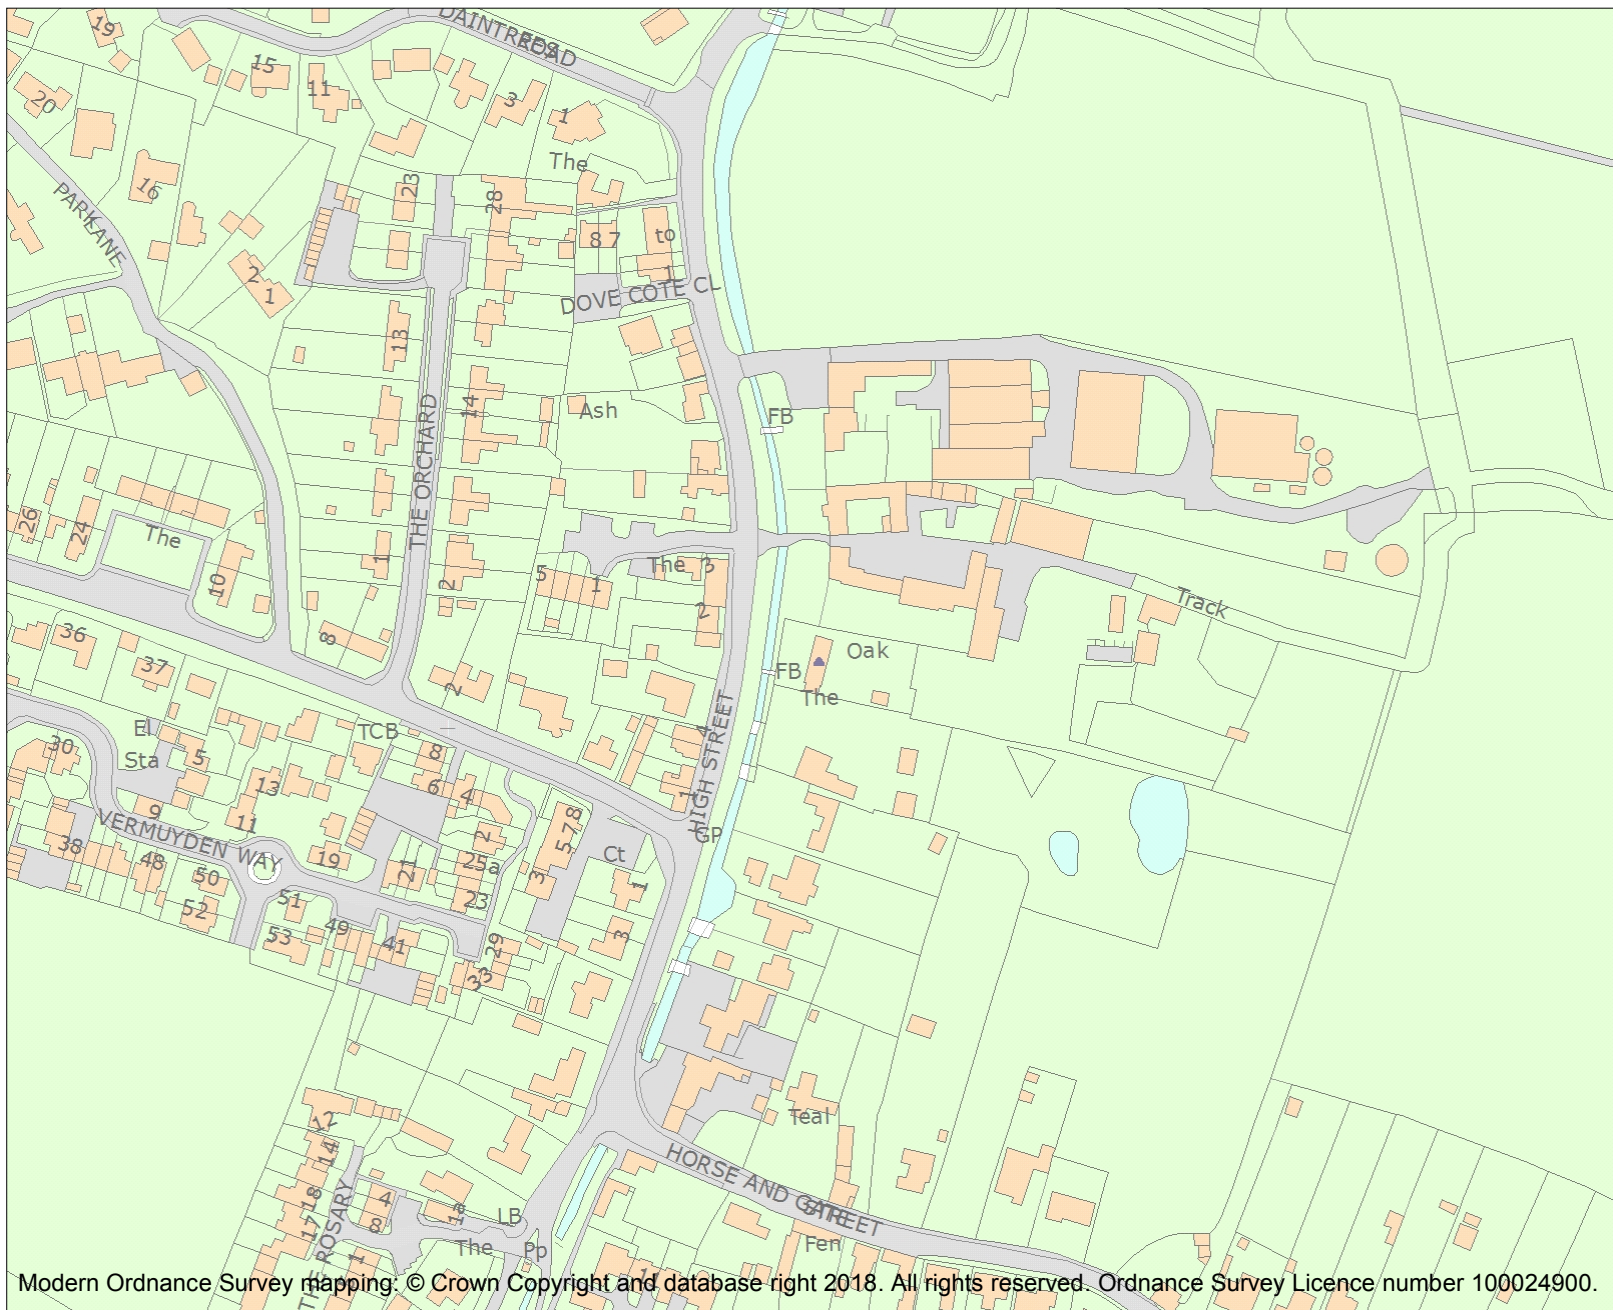 DAINTREES ROAD
19
15
11
20
3
1
The
16
PARK LANE
23
28
8 7
to
1
2
1
DOVE COTE CL
13
14
Ash
FB
THE ORCHARD
26
24
The
10
1
2
5
1
The 3
2
Track
36
37
8
2
Oak
FB
The
El
Sta
TCB
30
5
8
6
4
13
9
11
4
1
HIGH STREET
GP
VERMUYDEN WAY
38
48
50
52
19
21
2
25a
23
5 7 8
3
Ct
1
3
51
53
49
41
29
33
12
14
18
17
THE ROSARY
4
8
1
1a
LB
The
Pp
Teal
HORSE AND GATE STREET
Fen
Modern Ordnance Survey mapping: © Crown Copyright and database right 2018. All rights reserved. Ordnance Survey Licence number 100024900.